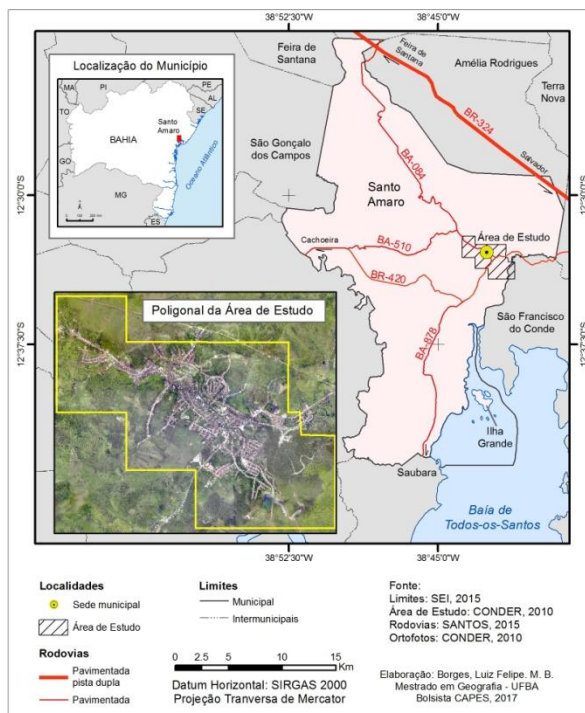 38°52'30"W
38°45'0"W
Localização do Município
MA
PI
PE
AL
SE
TO
BAHIA
Santo
Amaro
GO
MG
ES
Oceano Atlântico
N
Feira de
Santana
Feira de
Santana
Amélia Rodrigues
Terra
Nova
BR-324
Salvador
São Gonçalo
dos Campos
BA-084
Santo
Amaro
12°30'0"S
12°30'0"S
Cachoeira
BA-510
Área de Estudo
BR-420
São Francisco
do Conde
Poligonal da Área de Estudo
12°37'30"S
12°37'30"S
BA-878
Ilha
Grande
Saubara
Baía de
Todos-os-Santos
38°52'30"W
38°45'0"W
Localidades
Sede municipal
Área de Estudo
Rodovias
Pavimentada
pista dupla
Pavimentada
Limites
Municipal
Intermunicipais
0 2.5 5 10 15
Km
Datum Horizontal: SIRGAS 2000
Projeção Tranversa de Mercator
Fonte:
Limites: SEI, 2015
Área de Estudo: CONDER, 2010
Rodovias: SANTOS, 2015
Ortofotos: CONDER, 2010
Elaboração: Borges, Luiz Felipe. M. B.
Mestrado em Geografia - UFBA
Bolsista CAPES, 2017